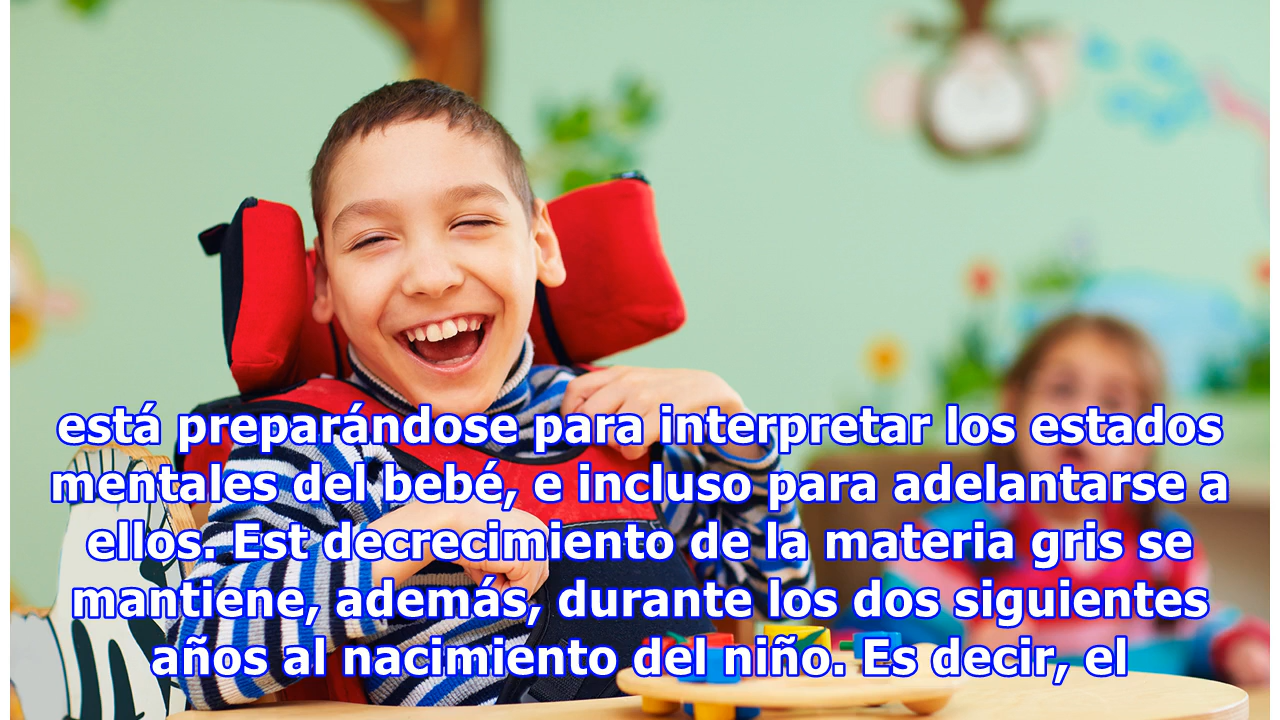 está preparándose para interpretar los estados
mentales del bebé, e incluso para adelantarse a
ellos. Est decrecimiento de la materia gris se
mantiene, además, durante los dos siguientes
años al nacimiento del niño. Es decir, el